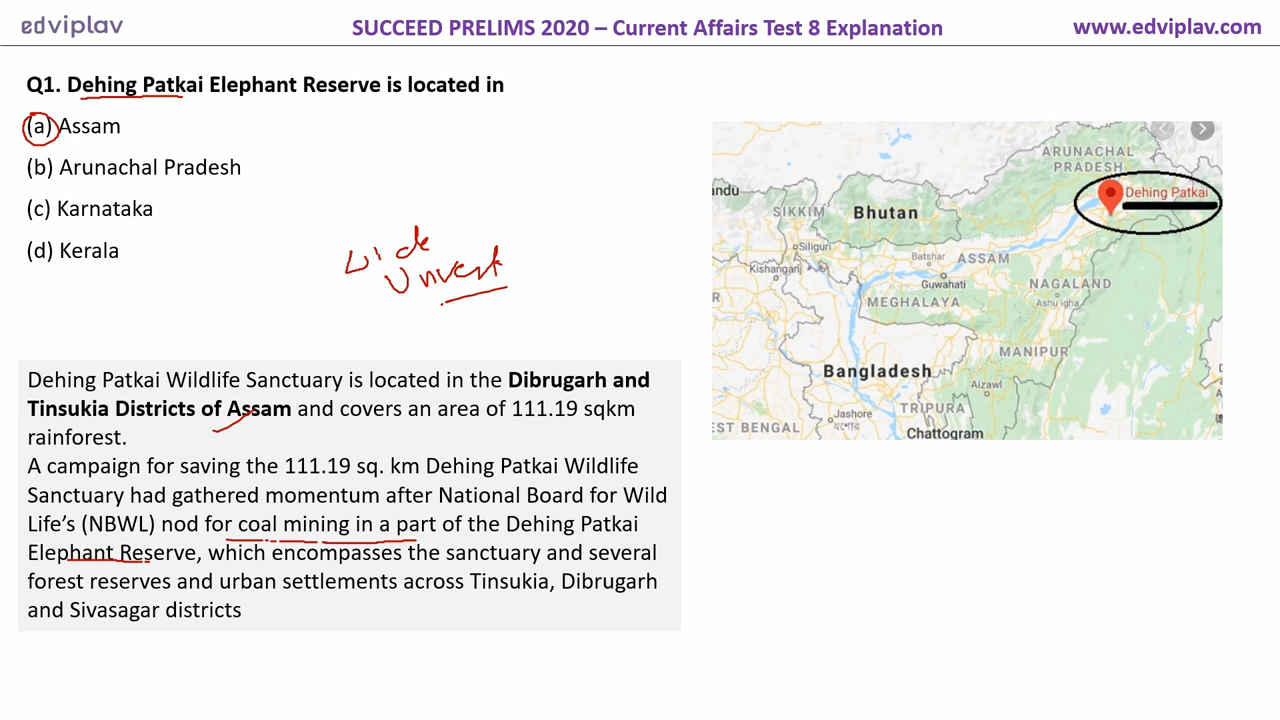 edviplav
SUCCEED PRELIMS 2020 – Current Affairs Test 8 Explanation
www.edviplav.com
Q1. Dehing Patkai Elephant Reserve is located in
(a) Assam
(b) Arunachal Pradesh
(c) Karnataka
(d) Kerala
Dehing Patkai Wildlife Sanctuary is located in the Dibrugarh and
Tinsukia Districts of Assam and covers an area of 111.19 sqkm
rainforest.
A campaign for saving the 111.19 sq. km Dehing Patkai Wildlife
Sanctuary had gathered momentum after National Board for Wild
Life’s (NBWL) nod for coal mining in a part of the Dehing Patkai
Elephant Reserve, which encompasses the sanctuary and several
forest reserves and urban settlements across Tinsukia, Dibrugarh
and Sivasagar districts
ARUNACHAL
PRADESH
Dehing Patkai
andu
SIKKIM
Bhutan
Siliguri
Batshar
ASSAM
Kishanganj
Guwahati
NAGALAND
MEGHALAYA
Ashu igha
MANIPUR
Bangladesh
Aizawl
Jashore
TRIPURA
EST BENGAL
Chattogram